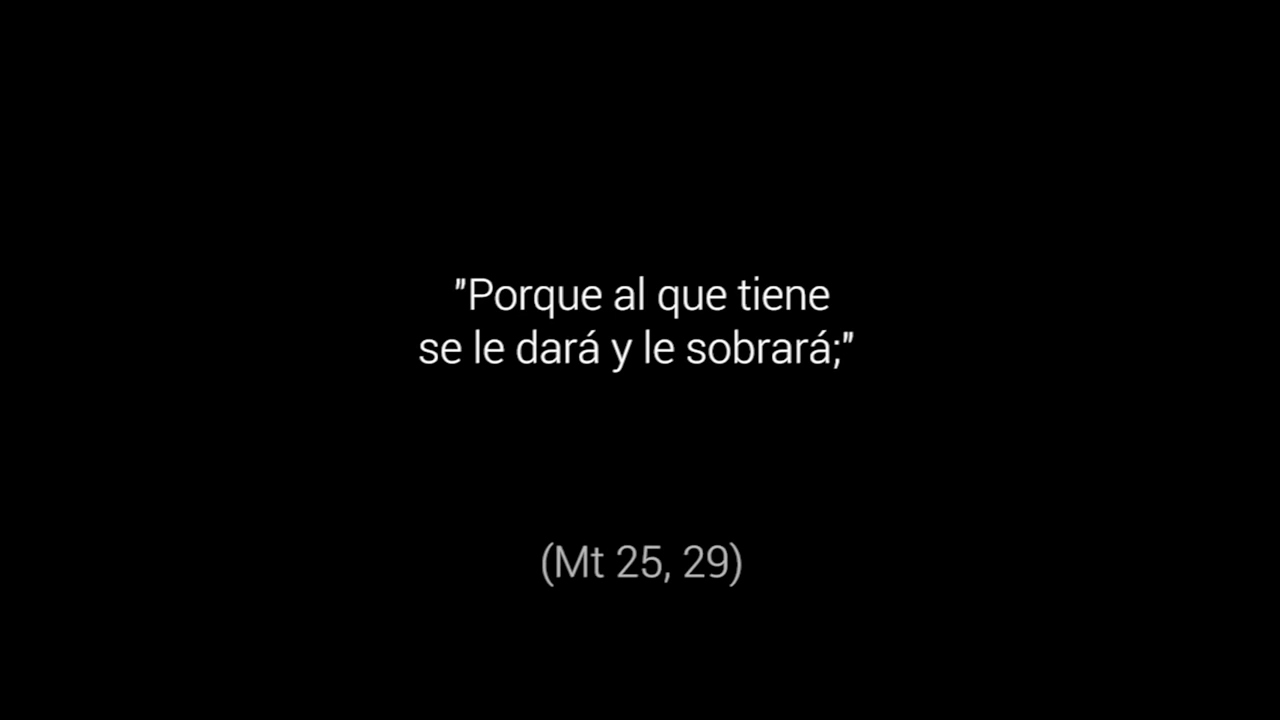 "Porque al que tiene
se le dará y le sobrará;"
(Mt 25, 29)